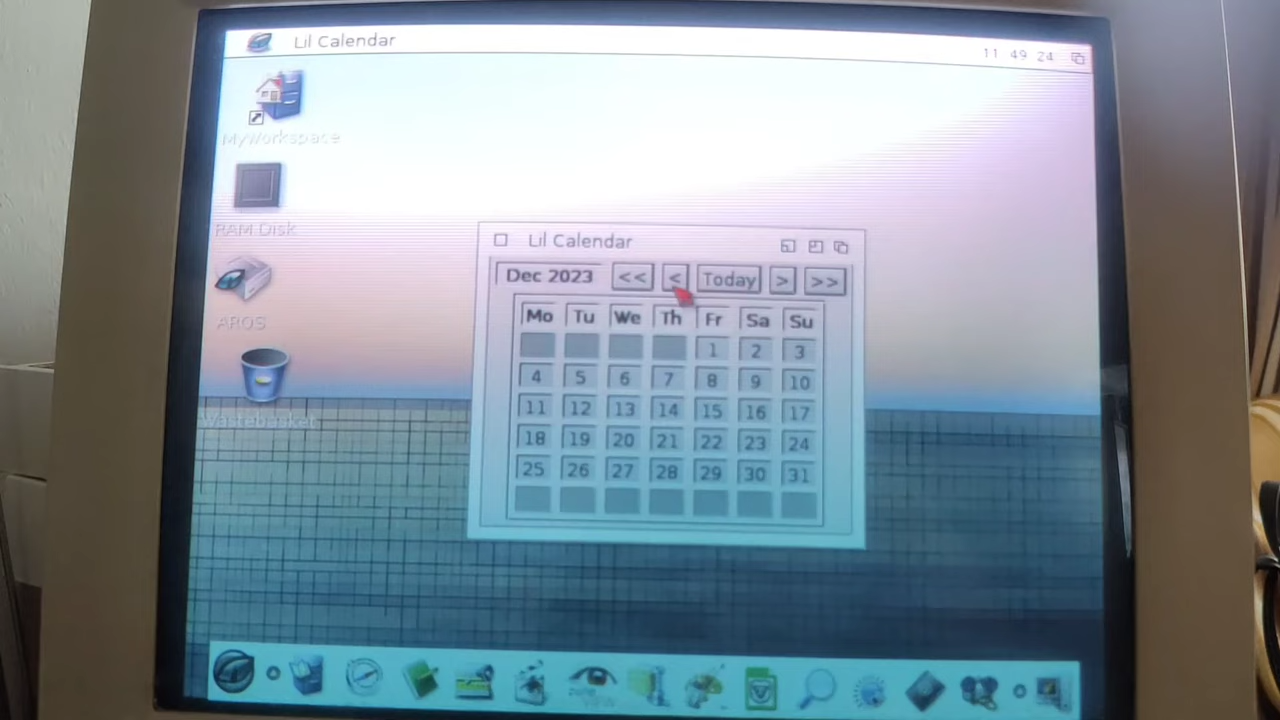 Lil Calendar
11 49 24
MyWorkspace
RAM Disk
AROS
Wastebasket
Lil Calendar
Dec 2023 << < Today > >>
Mo Tu We Th Fr Sa Su
1 2 3
4 5 6 7 8 9 10
11 12 13 14 15 16 17
18 19 20 21 22 23 24
25 26 27 28 29 30 31